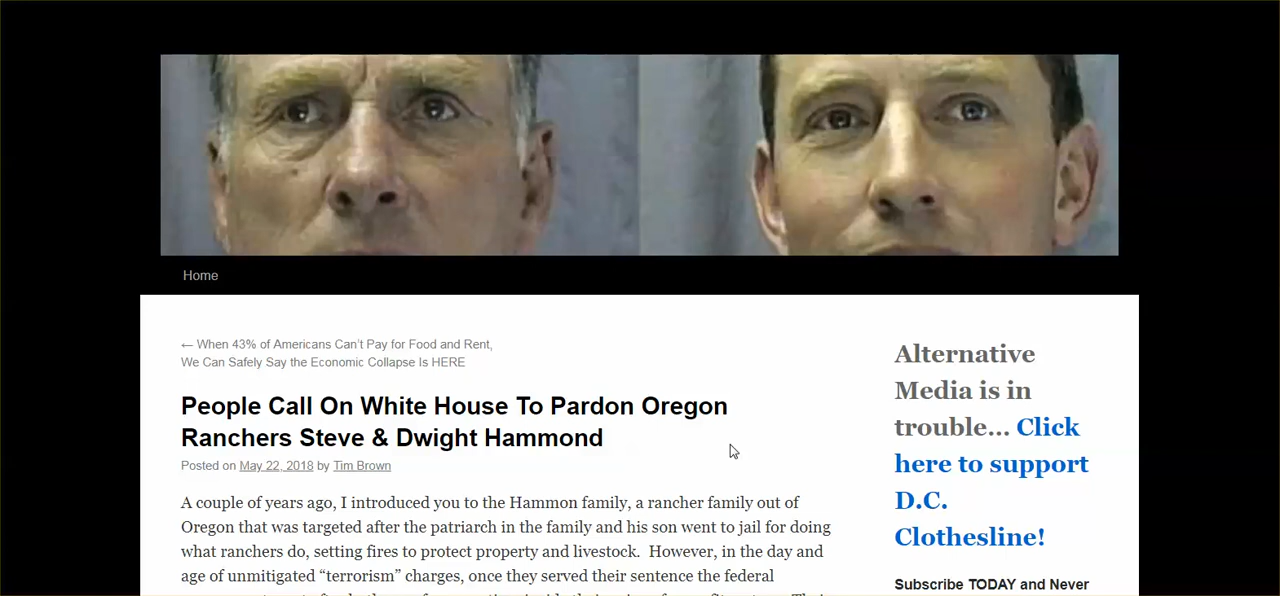 Home
← When 43% of Americans Can't Pay for Food and Rent,
We Can Safely Say the Economic Collapse Is HERE
People Call On White House To Pardon Oregon
Ranchers Steve & Dwight Hammond
Posted on May 22, 2018 by Tim Brown
A couple of years ago, I introduced you to the Hammon family, a rancher family out of
Oregon that was targeted after the patriarch in the family and his son went to jail for doing
what ranchers do, setting fires to protect property and livestock.  However, in the day and
age of unmitigated “terrorism” charges, once they served their sentence the federal
Alternative
Media is in
trouble... Click
here to support
D.C.
Clothesline!
Subscribe TODAY and Never